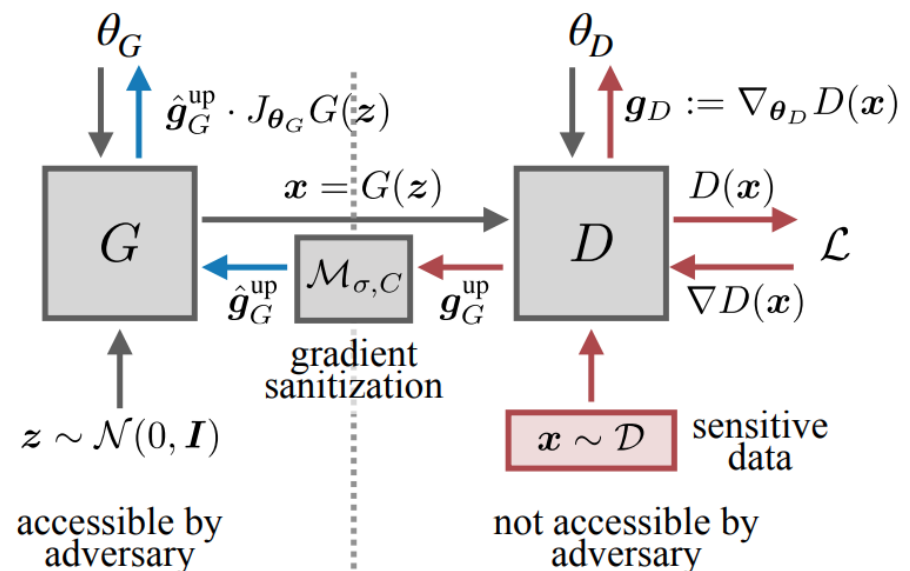 θ_G
θ_D
ĝ_G^up · J_{θ_G} G(z)
g_D := ∇_{θ_D} D(x)
x = G(z)
D(x)
G
D
ℒ
ℳ_{σ,C}
ĝ_G^up
g_G^up
∇D(x)
gradient
sanitization
z ∼ 𝒩(0, I)
x ∼ 𝒟
sensitive
data
accessible by
adversary
not accessible by
adversary